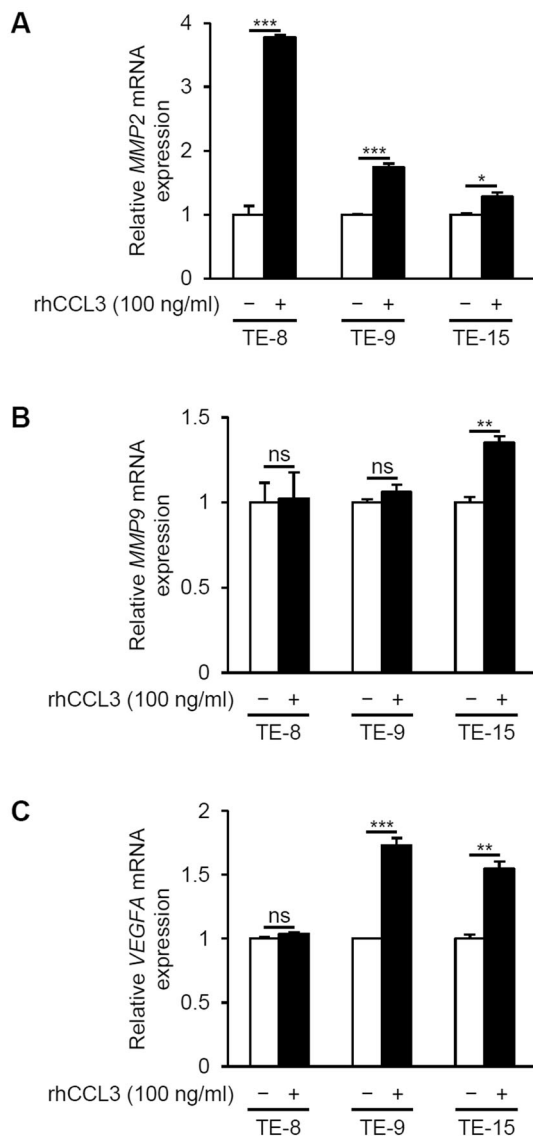 A
Relative MMP2 mRNA
expression
4
3
2
1
0
***
***
*
rhCCL3 (100 ng/ml) − + − + − +
TE-8 TE-9 TE-15
B
Relative MMP9 mRNA
expression
1.5
1
0.5
0
ns
ns
**
rhCCL3 (100 ng/ml) − + − + − +
TE-8 TE-9 TE-15
C
Relative VEGFA mRNA
expression
2
1.5
1
0.5
0
ns
***
**
rhCCL3 (100 ng/ml) − + − + − +
TE-8 TE-9 TE-15